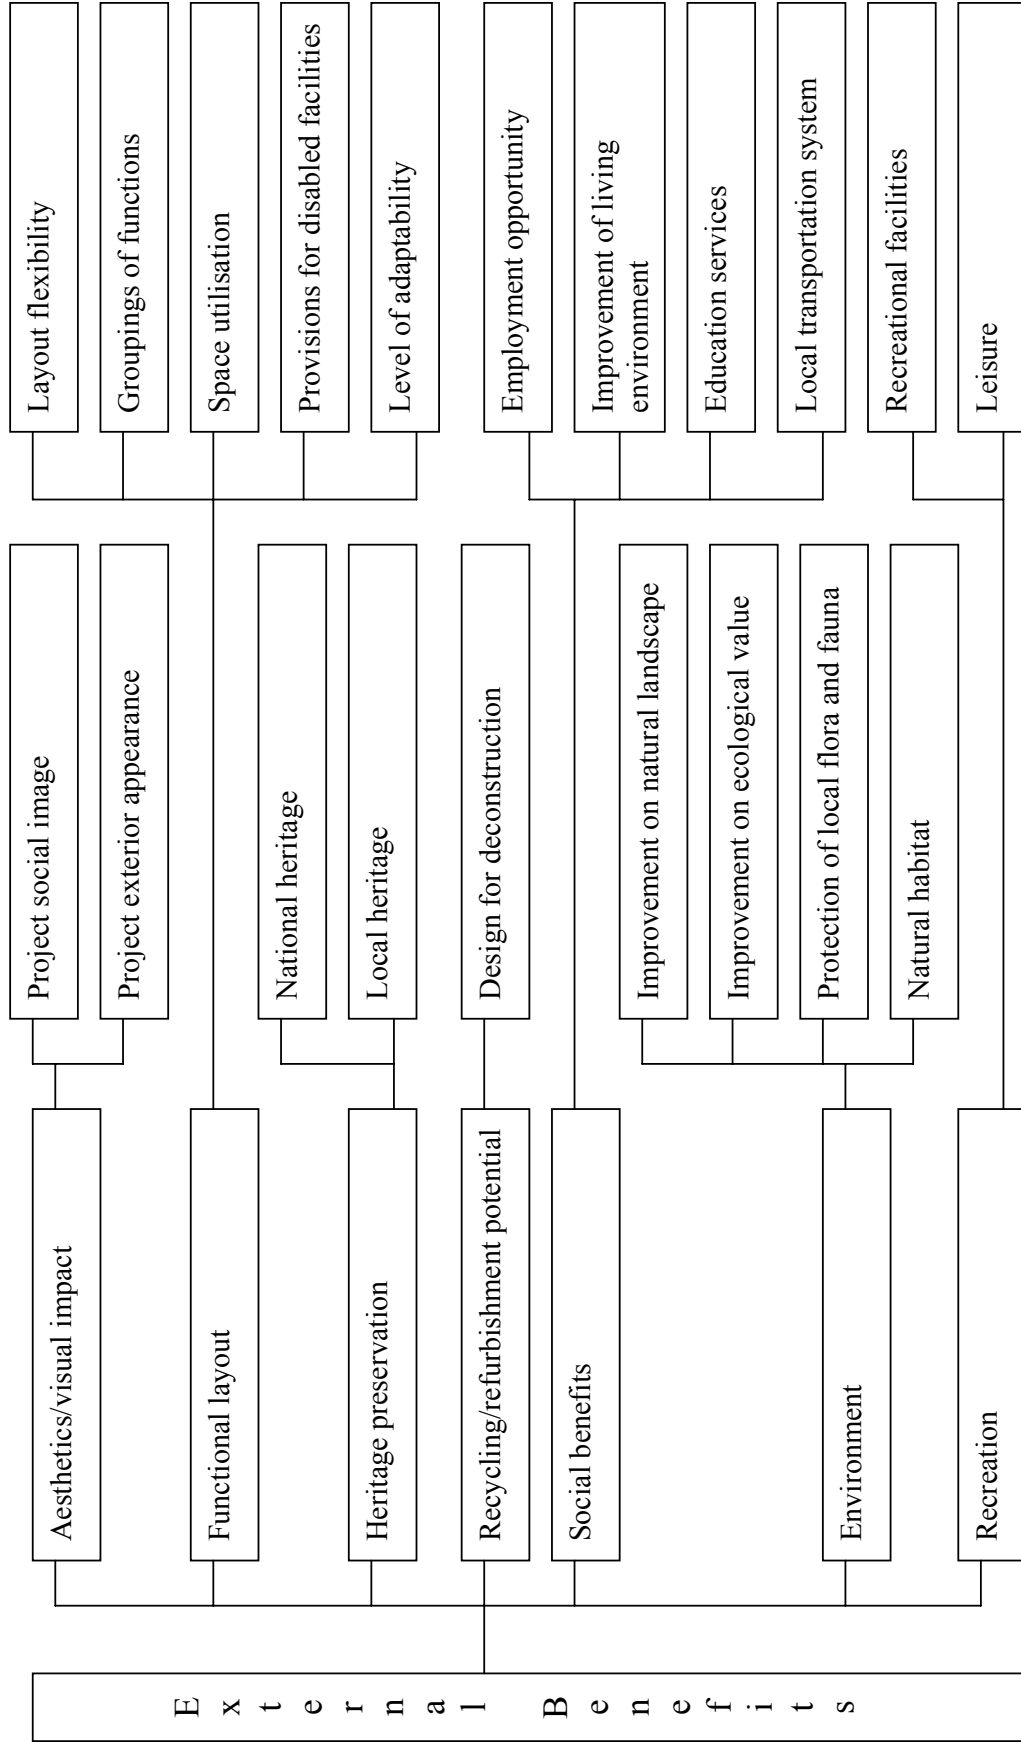 External Benefits
Aesthetics/visual impact
Project social image
Project exterior appearance
Functional layout
Layout flexibility
Groupings of functions
Space utilisation
Provisions for disabled facilities
Level of adaptability
Heritage preservation
National heritage
Local heritage
Recycling/refurbishment potential
Design for deconstruction
Social benefits
Employment opportunity
Improvement of living
environment
Education services
Local transportation system
Environment
Improvement on natural landscape
Improvement on ecological value
Protection of local flora and fauna
Natural habitat
Recreation
Recreational facilities
Leisure